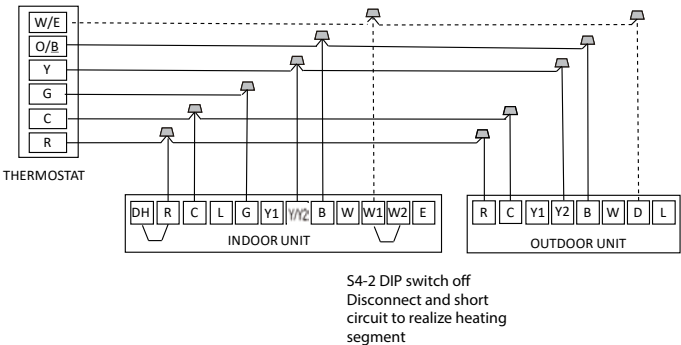 W/E
O/B
Y
G
C
R
THERMOSTAT
DH R C L G Y1 Y/Y2 B W W1 W2 E
INDOOR UNIT
R C Y1 Y2 B W D L
OUTDOOR UNIT
S4-2 DIP switch off
Disconnect and short
circuit to realize heating
segment